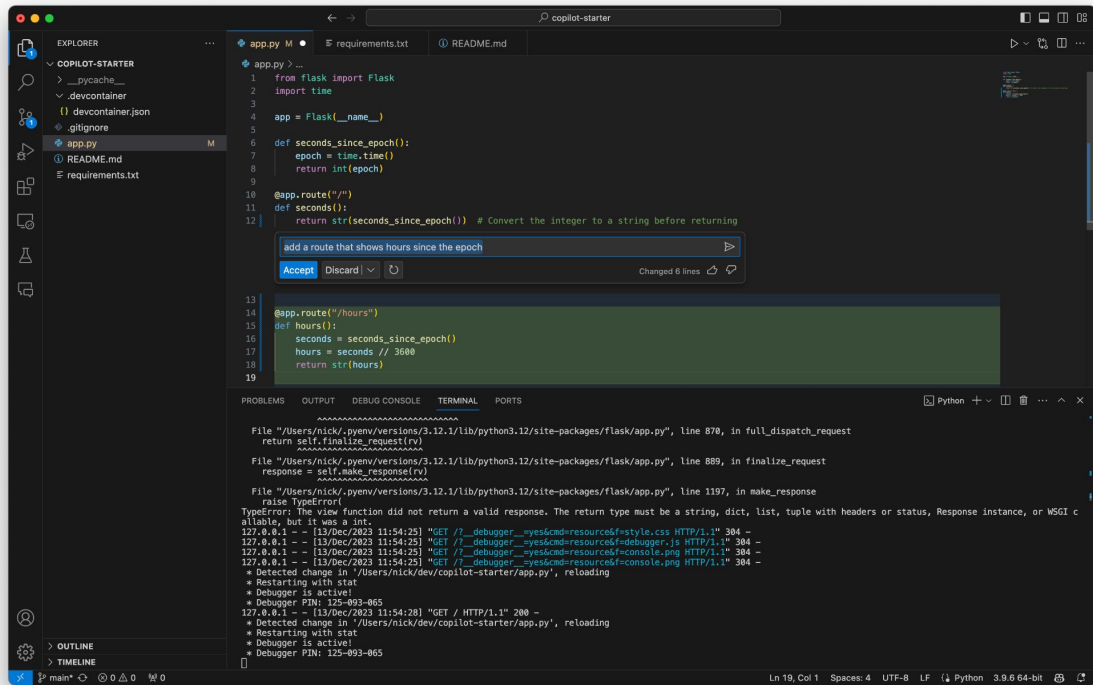 copilot-starter
EXPLORER
COPILOT-STARTER
__pycache__
.devcontainer
{} devcontainer.json
.gitignore
app.py M
README.md
requirements.txt
OUTLINE
TIMELINE
app.py M
requirements.txt
README.md
app.py > ...
1 from flask import Flask
2 import time
3
4 app = Flask(__name__)
5
6 def seconds_since_epoch():
7 epoch = time.time()
8 return int(epoch)
9
10 @app.route("/")
11 def seconds():
12 return str(seconds_since_epoch()) # Convert the integer to a string before returning
add a route that shows hours since the epoch
Accept Discard Changed 6 lines
13
14 @app.route("/hours")
15 def hours():
16 seconds = seconds_since_epoch()
17 hours = seconds // 3600
18 return str(hours)
19
PROBLEMS OUTPUT DEBUG CONSOLE TERMINAL PORTS Python
^^^^^^^^^^^^^^^^^^^^^^^^^^^^
File "/Users/nick/.pyenv/versions/3.12.1/lib/python3.12/site-packages/flask/app.py", line 870, in full_dispatch_request
return self.finalize_request(rv)
^^^^^^^^^^^^^^^^^^^^^^^^^
File "/Users/nick/.pyenv/versions/3.12.1/lib/python3.12/site-packages/flask/app.py", line 889, in finalize_request
response = self.make_response(rv)
^^^^^^^^^^^^^^^^^^^^^^
File "/Users/nick/.pyenv/versions/3.12.1/lib/python3.12/site-packages/flask/app.py", line 1197, in make_response
raise TypeError(
TypeError: The view function did not return a valid response. The return type must be a string, dict, list, tuple with headers or status, Response instance, or WSGI c
allable, but it was a int.
127.0.0.1 - - [13/Dec/2023 11:54:25] "GET /?__debugger__=yes&cmd=resource&f=style.css HTTP/1.1" 304 -
127.0.0.1 - - [13/Dec/2023 11:54:25] "GET /?__debugger__=yes&cmd=resource&f=debugger.js HTTP/1.1" 304 -
127.0.0.1 - - [13/Dec/2023 11:54:25] "GET /?__debugger__=yes&cmd=resource&f=console.png HTTP/1.1" 304 -
127.0.0.1 - - [13/Dec/2023 11:54:25] "GET /?__debugger__=yes&cmd=resource&f=console.png HTTP/1.1" 304 -
* Detected change in '/Users/nick/dev/copilot-starter/app.py', reloading
* Restarting with stat
* Debugger is active!
* Debugger PIN: 125-093-065
127.0.0.1 - - [13/Dec/2023 11:54:28] "GET / HTTP/1.1" 200 -
* Detected change in '/Users/nick/dev/copilot-starter/app.py', reloading
* Restarting with stat
* Debugger is active!
* Debugger PIN: 125-093-065
main* 0 0 0 Ln 19, Col 1 Spaces: 4 UTF-8 LF Python 3.9.6 64-bit